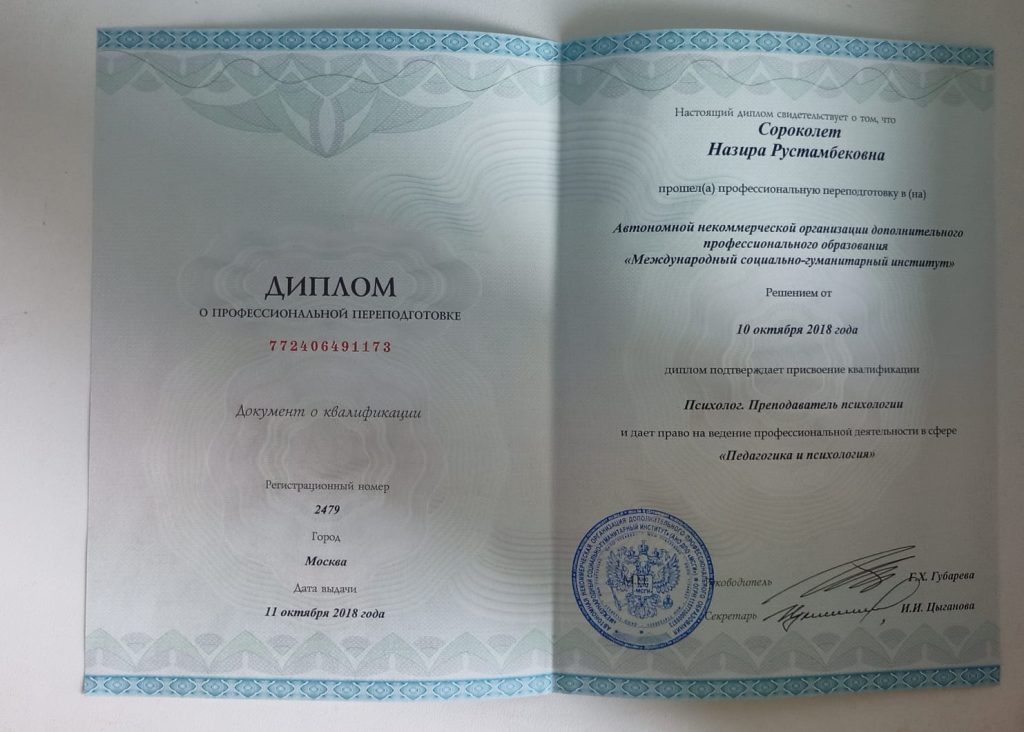 ДИПЛОМ
О ПРОФЕССИОНАЛЬНОЙ ПЕРЕПОДГОТОВКЕ
772406491173
Документ о квалификации
Регистрационный номер
2479
Город
Москва
Дата выдачи
11 октября 2018 года
Настоящий диплом свидетельствует о том, что
Сороколет
Назира Рустамбековна
прошел(а) профессиональную переподготовку в (на)
Автономной некоммерческой организации дополнительного
профессионального образования
«Международный социально-гуманитарный институт»
Решением от
10 октября 2018 года
диплом подтверждает присвоение квалификации
Психолог. Преподаватель психологии
и дает право на ведение профессиональной деятельности в сфере
«Педагогика и психология»
М.П.
Руководитель
Г.Х. Губарева
Секретарь
И.И. Цыганова